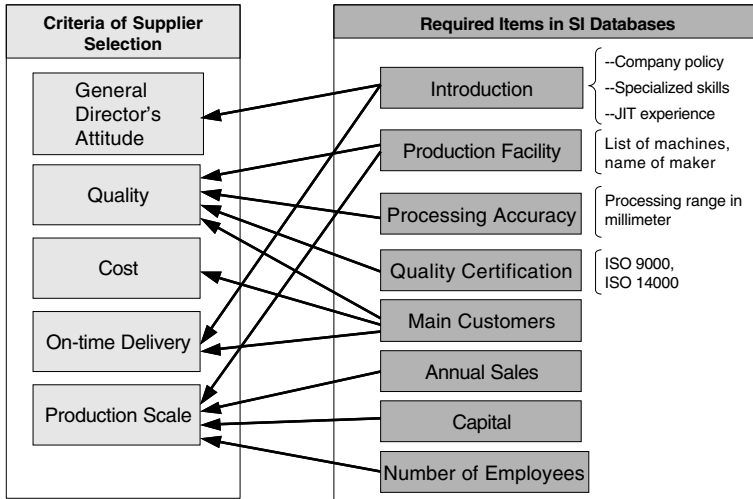 Criteria of Supplier
Selection
General
Director's
Attitude
Quality
Cost
On-time Delivery
Production Scale
Required Items in SI Databases
Introduction
--Company policy
--Specialized skills
--JIT experience
Production Facility
List of machines,
name of maker
Processing Accuracy
Processing range in
millimeter
Quality Certification
ISO 9000,
ISO 14000
Main Customers
Annual Sales
Capital
Number of Employees